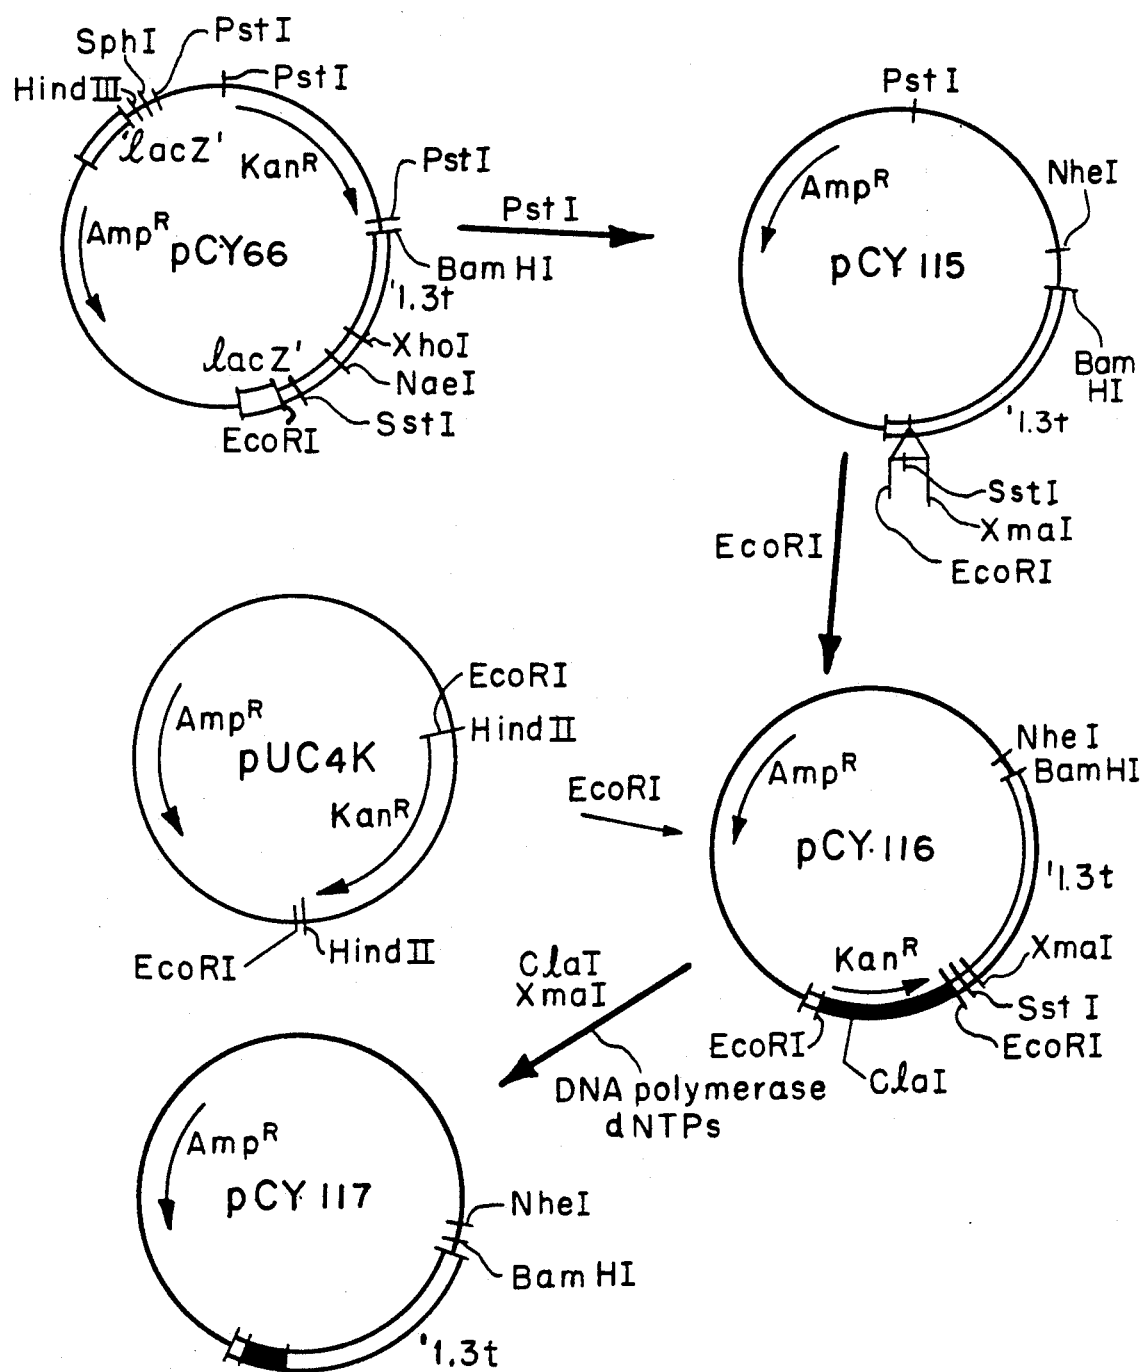 SphI
PstI
HindIII
PstI
'lacZ'
KanR
PstI
AmpR
pCY66
BamHI
'1.3t
lacZ'
XhoI
NaeI
SstI
EcoRI
PstI
PstI
AmpR
NheI
pCY115
BamHI
'1.3t
SstI
XmaI
EcoRI
EcoRI
EcoRI
AmpR
HindII
pUC4K
KanR
EcoRI
HindII
EcoRI
NheI
BamHI
AmpR
pCY116
'1.3t
KanR
XmaI
SstI
EcoRI
EcoRI
ClaI
ClaI
XmaI
DNA polymerase
dNTPs
AmpR
pCY117
NheI
BamHI
'1.3t